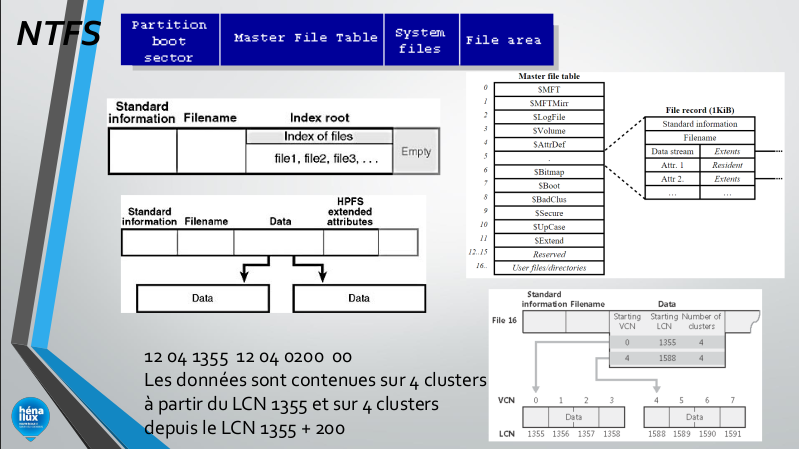 NTFS
Partition boot sector
Master File Table
System files
File area
Standard information
Filename
Index root
Index of files
file1, file2, file3, . . .
Empty
Standard information
Filename
Data
HPFS extended attributes
Data
Data
Master file table
0 $MFT
1 $MFTMirr
2 $LogFile
3 $Volume
4 $AttrDef
5 .
6 $Bitmap
7 $Boot
8 $BadClus
9 $Secure
10 $UpCase
11 $Extend
12..15 Reserved
16.. User files/directories
File record (1KiB)
Standard information
Filename
Data stream Extents
Attr. 1 Resident
Attr 2. Extents
... ...
Standard information Filename Data
File 16
Starting VCN Starting LCN Number of clusters
0 1355 4
4 1588 4
VCN 0 1 2 3 4 5 6 7
Data Data
LCN 1355 1356 1357 1358 1588 1589 1590 1591
12 04 1355 12 04 0200 00
Les données sont contenues sur 4 clusters
à partir du LCN 1355 et sur 4 clusters
depuis le LCN 1355 + 200
héna
llux